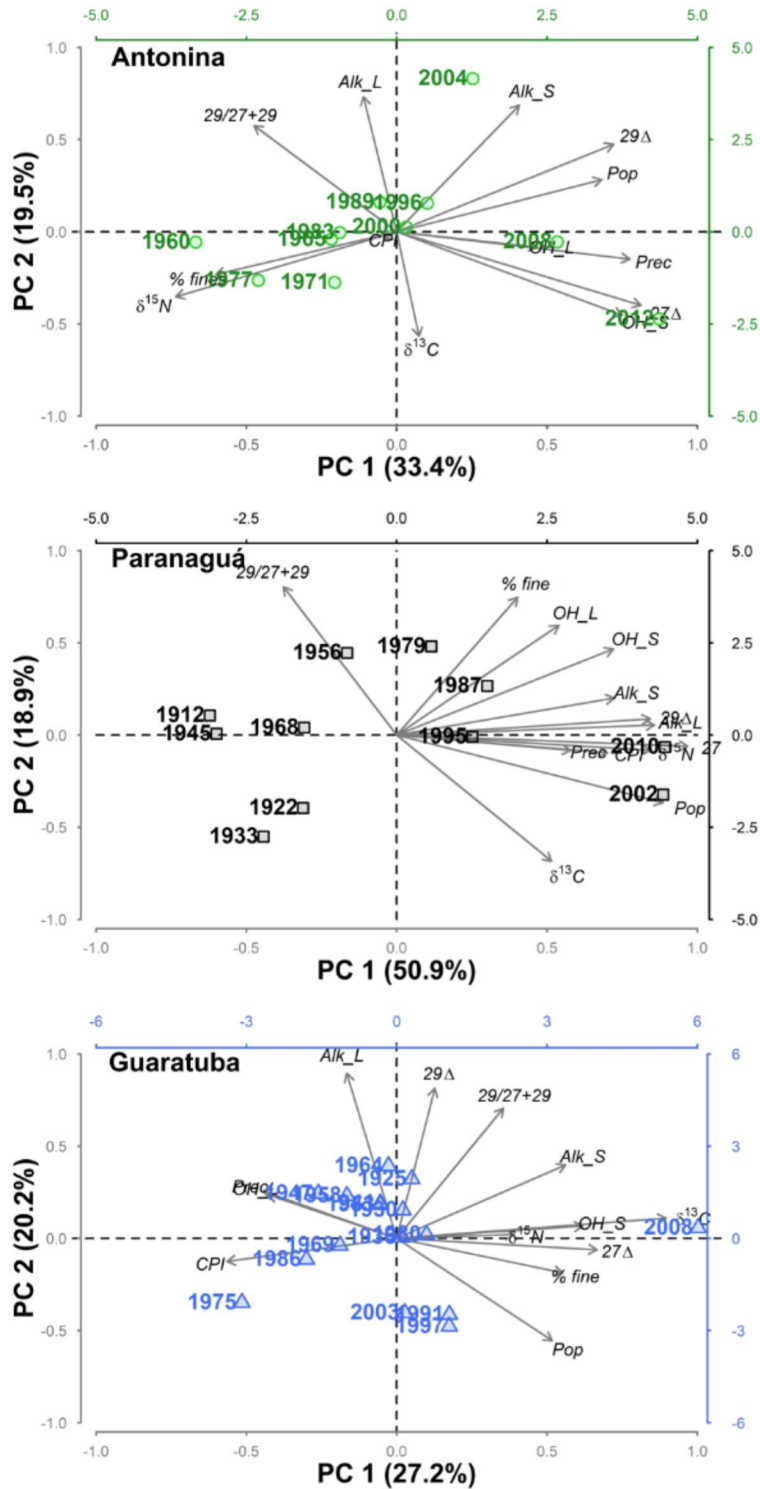 -5.0 -2.5 0.0 2.5 5.0
Antonina
1.0 5.0
Alk_L 2004 Alk_S
29/27+29
0.5 29Δ 2.5
Pop
1989 1996
2000
1983
0.0 1960 1965 CPI 2008 OH_L 0.0
Prec
% fines 1977 1971
δ¹⁵N
27Δ
2012 OH_S
-0.5 δ¹³C -2.5
-1.0 -5.0
PC 2 (19.5%)
-1.0 -0.5 0.0 0.5 1.0
PC 1 (33.4%)
-5.0 -2.5 0.0 2.5 5.0
Paranaguá
1.0 5.0
29/27+29 % fine
OH_L
0.5 1956 1979 OH_S 2.5
1987 Alk_S
1912 29Δ
1968 Alk_L
0.0 1945 1995 2010 0.0
Prec CPI δ¹⁵N 27
2002
1922 Pop
-0.5 1933 -2.5
δ¹³C
-1.0 -5.0
PC 2 (18.9%)
-1.0 -0.5 0.0 0.5 1.0
PC 1 (50.9%)
-6 -3 0 3 6
Guaratuba
1.0 Alk_L 6
29Δ
29/27+29
0.5 1964 Alk_S 3
1925
Prec 1947 1958
1930
δ¹³C
OH_S 2008
0.0 1969 δ¹⁵N 0
CPI 1986 27Δ
% fine
1975 2003 1991
1997
-0.5 Pop -3
-1.0 -6
PC 2 (20.2%)
-1.0 -0.5 0.0 0.5 1.0
PC 1 (27.2%)